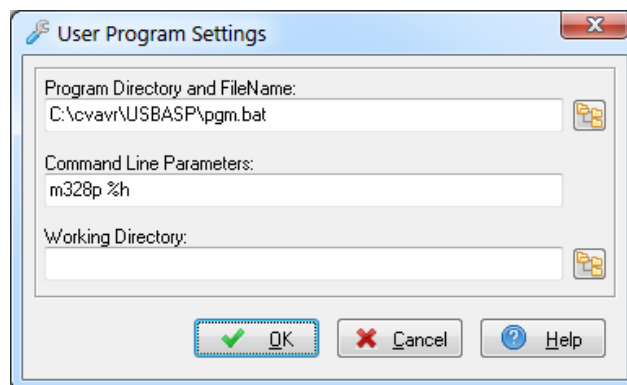 User Program Settings
Program Directory and FileName:
C:\cvavr\USBASP\pgm.bat
Command Line Parameters:
m328p %h
Working Directory:
OK Cancel Help